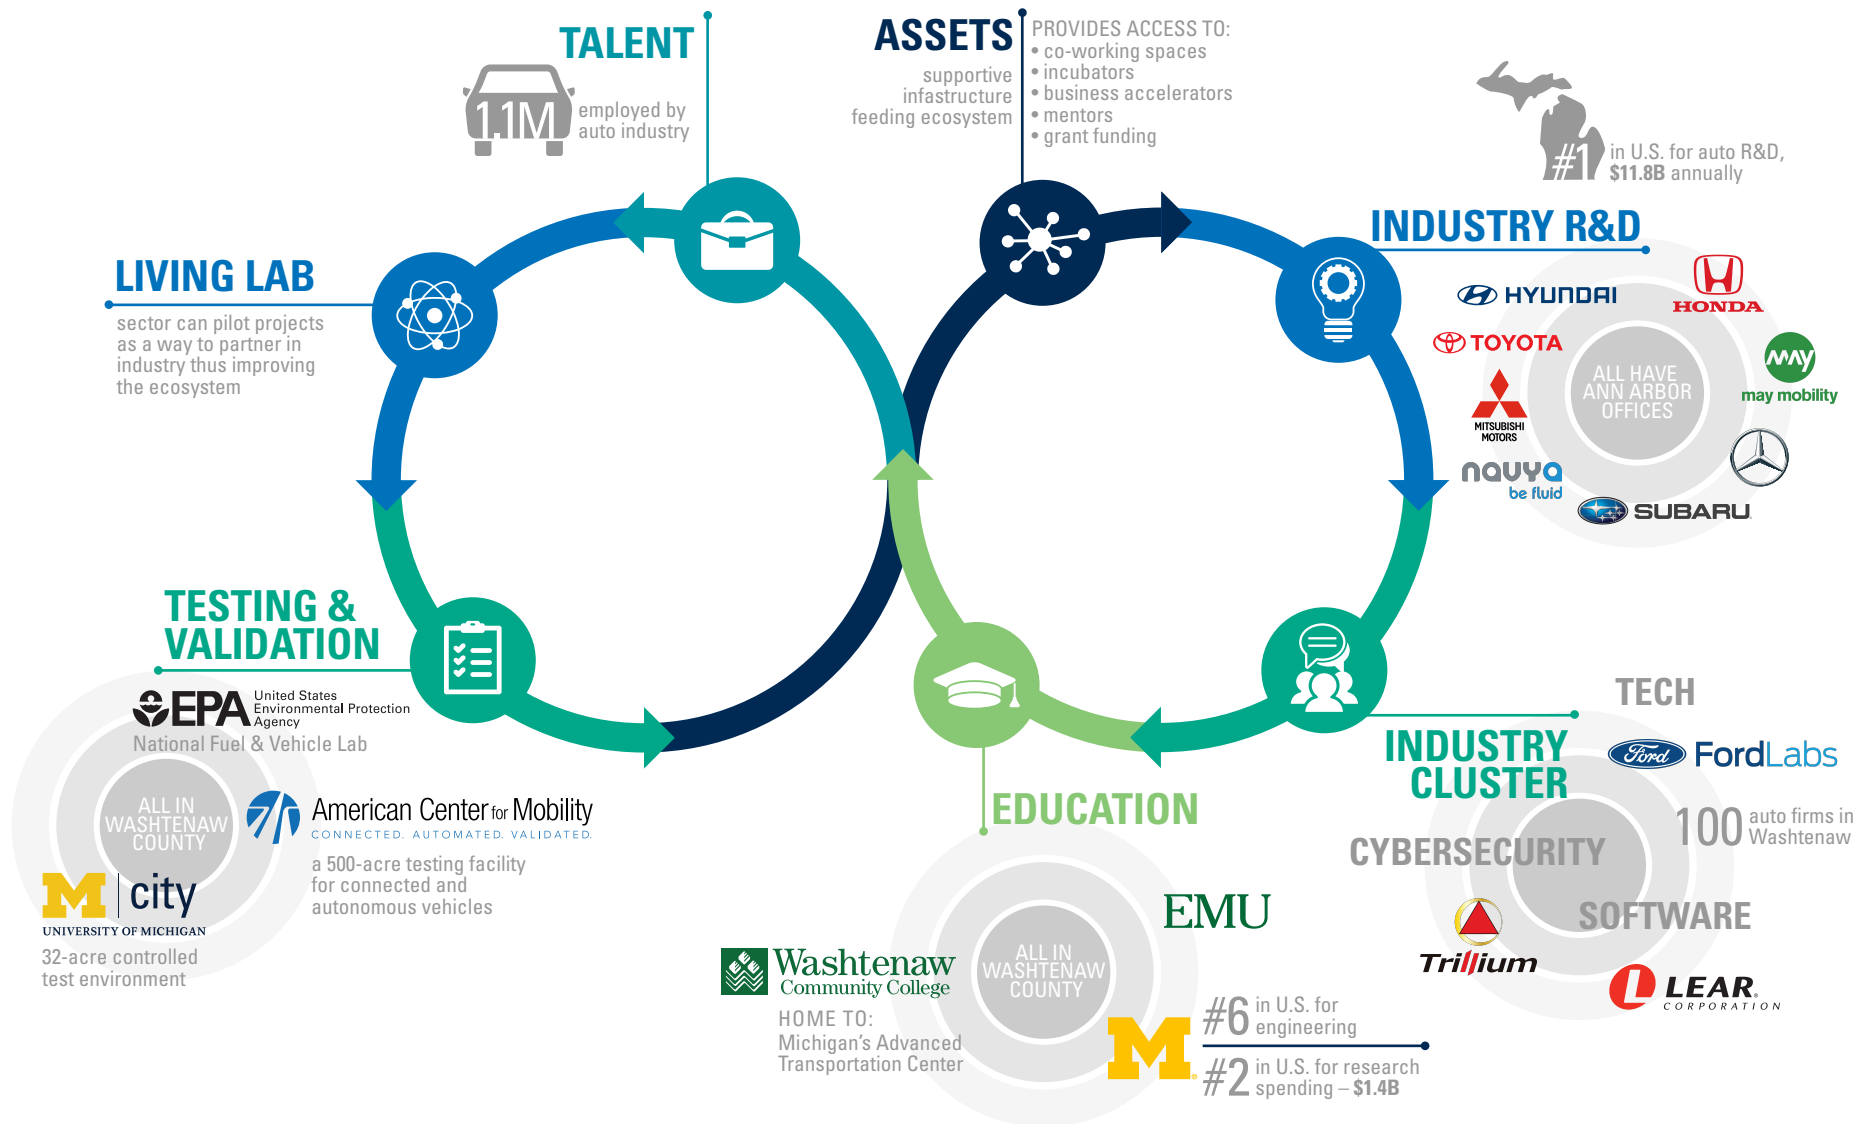 TALENT
1.1M
employed by
auto industry
ASSETS
supportive
infastructure
feeding ecosystem
PROVIDES ACCESS TO:
• co-working spaces
• incubators
• business accelerators
• mentors
• grant funding
#1
in U.S. for auto R&D,
$11.8B annually
INDUSTRY R&D
HYUNDAI
HONDA
TOYOTA
MAY
may mobility
MITSUBISHI
MOTORS
ALL HAVE
ANN ARBOR
OFFICES
NAVYA
be fluid
SUBARU
LIVING LAB
sector can pilot projects
as a way to partner in
industry thus improving
the ecosystem
TESTING &
VALIDATION
EPA
United States
Environmental Protection
Agency
National Fuel & Vehicle Lab
ALL IN
WASHTENAW
COUNTY
American Center for Mobility
CONNECTED. AUTOMATED. VALIDATED.
a 500-acre testing facility
for connected and
autonomous vehicles
M city
UNIVERSITY OF MICHIGAN
32-acre controlled
test environment
EDUCATION
EMU
Washtenaw
Community College
HOME TO:
Michigan's Advanced
Transportation Center
ALL IN
WASHTENAW
COUNTY
M
#6 in U.S. for
engineering
#2 in U.S. for research
spending – $1.4B
INDUSTRY
CLUSTER
TECH
Ford FordLabs
100 auto firms in
Washtenaw
CYBERSECURITY
Trillium
SOFTWARE
L LEAR®
CORPORATION